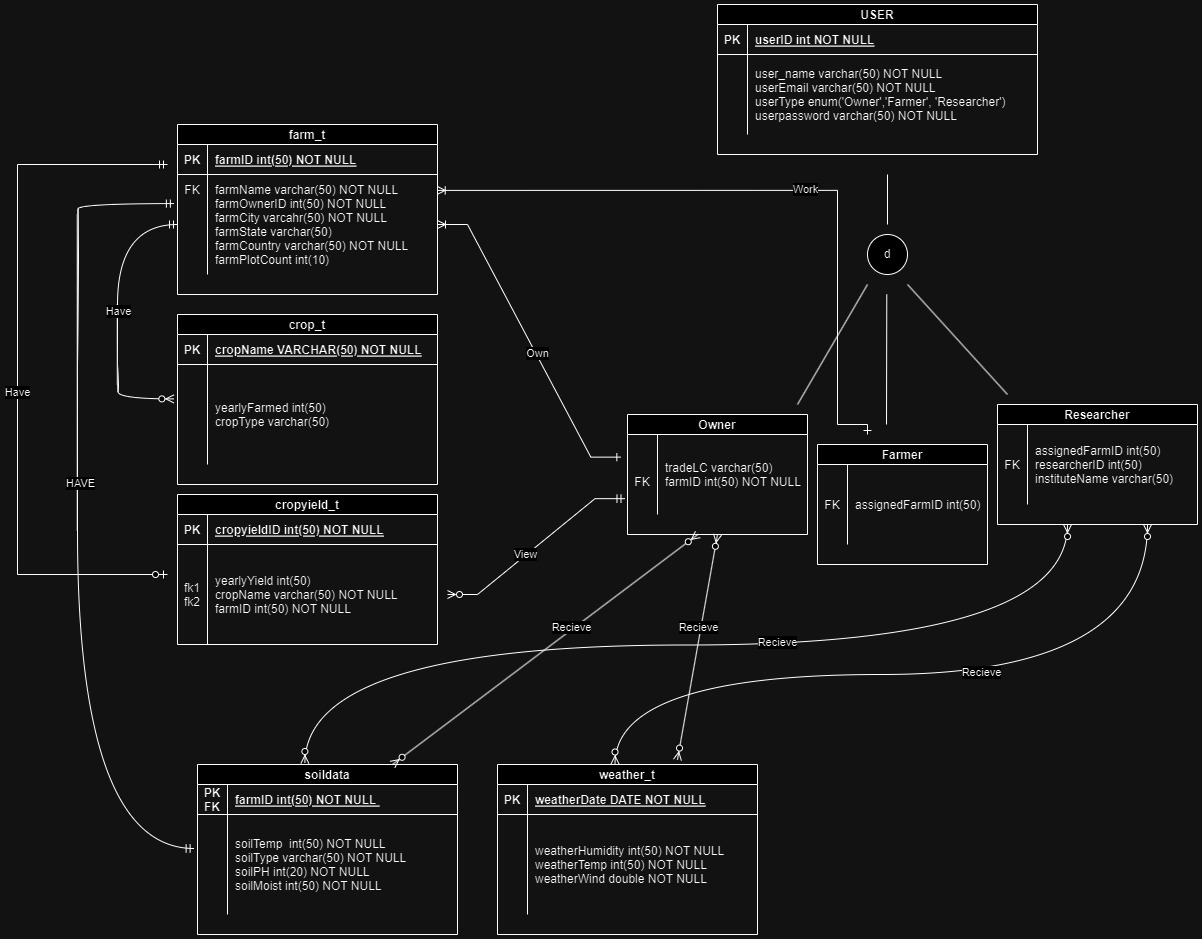 USER
PK userID int NOT NULL
user_name varchar(50) NOT NULL
userEmail varchar(50) NOT NULL
userType enum('Owner','Farmer', 'Researcher')
userpassword varchar(50) NOT NULL
farm_t
PK farmID int(50) NOT NULL
FK farmName varchar(50) NOT NULL
farmOwnerID int(50) NOT NULL
farmCity varcahr(50) NOT NULL
farmState varchar(50)
farmCountry varchar(50) NOT NULL
farmPlotCount int(10)
Work
d
Have
crop_t
PK cropName VARCHAR(50) NOT NULL
yearlyFarmed int(50)
cropType varchar(50)
Own
Have
HAVE
Owner
tradeLC varchar(50)
FK farmID int(50) NOT NULL
Farmer
FK assignedFarmID int(50)
Researcher
assignedFarmID int(50)
FK researcherID int(50)
instituteName varchar(50)
cropyield_t
PK cropyieldID int(50) NOT NULL
yearlyYield int(50)
fk1 cropName varchar(50) NOT NULL
fk2 farmID int(50) NOT NULL
View
Recieve
Recieve
Recieve
Recieve
soildata
PK
FK farmID int(50) NOT NULL
soilTemp int(50) NOT NULL
soilType varchar(50) NOT NULL
soilPH int(20) NOT NULL
soilMoist int(50) NOT NULL
weather_t
PK weatherDate DATE NOT NULL
weatherHumidity int(50) NOT NULL
weatherTemp int(50) NOT NULL
weatherWind double NOT NULL